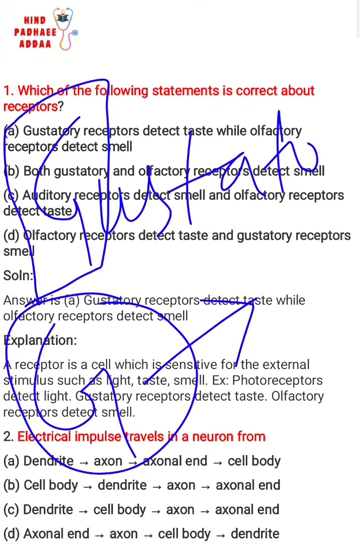 HIND
PADHAEE
ADDAA
1. Which of the following statements is correct about
receptors?
(a) Gustatory receptors detect taste while olfactory
receptors detect smell
(b) Both gustatory and olfactory receptors detect smell
(c) Auditory receptors detect smell and olfactory receptors
detect taste
(d) Olfactory receptors detect taste and gustatory receptors
smell
Soln:
Answer is (a) Gustatory receptors detect taste while
olfactory receptors detect smell
Explanation:
A receptor is a cell which is sensitive for the external
stimulus such as light, taste, smell. Ex: Photoreceptors
detect light. Gustatory receptors detect taste. Olfactory
receptors detect smell.
2. Electrical impulse travels in a neuron from
(a) Dendrite → axon → axonal end → cell body
(b) Cell body → dendrite → axon → axonal end
(c) Dendrite → cell body → axon → axonal end
(d) Axonal end → axon → cell body → dendrite